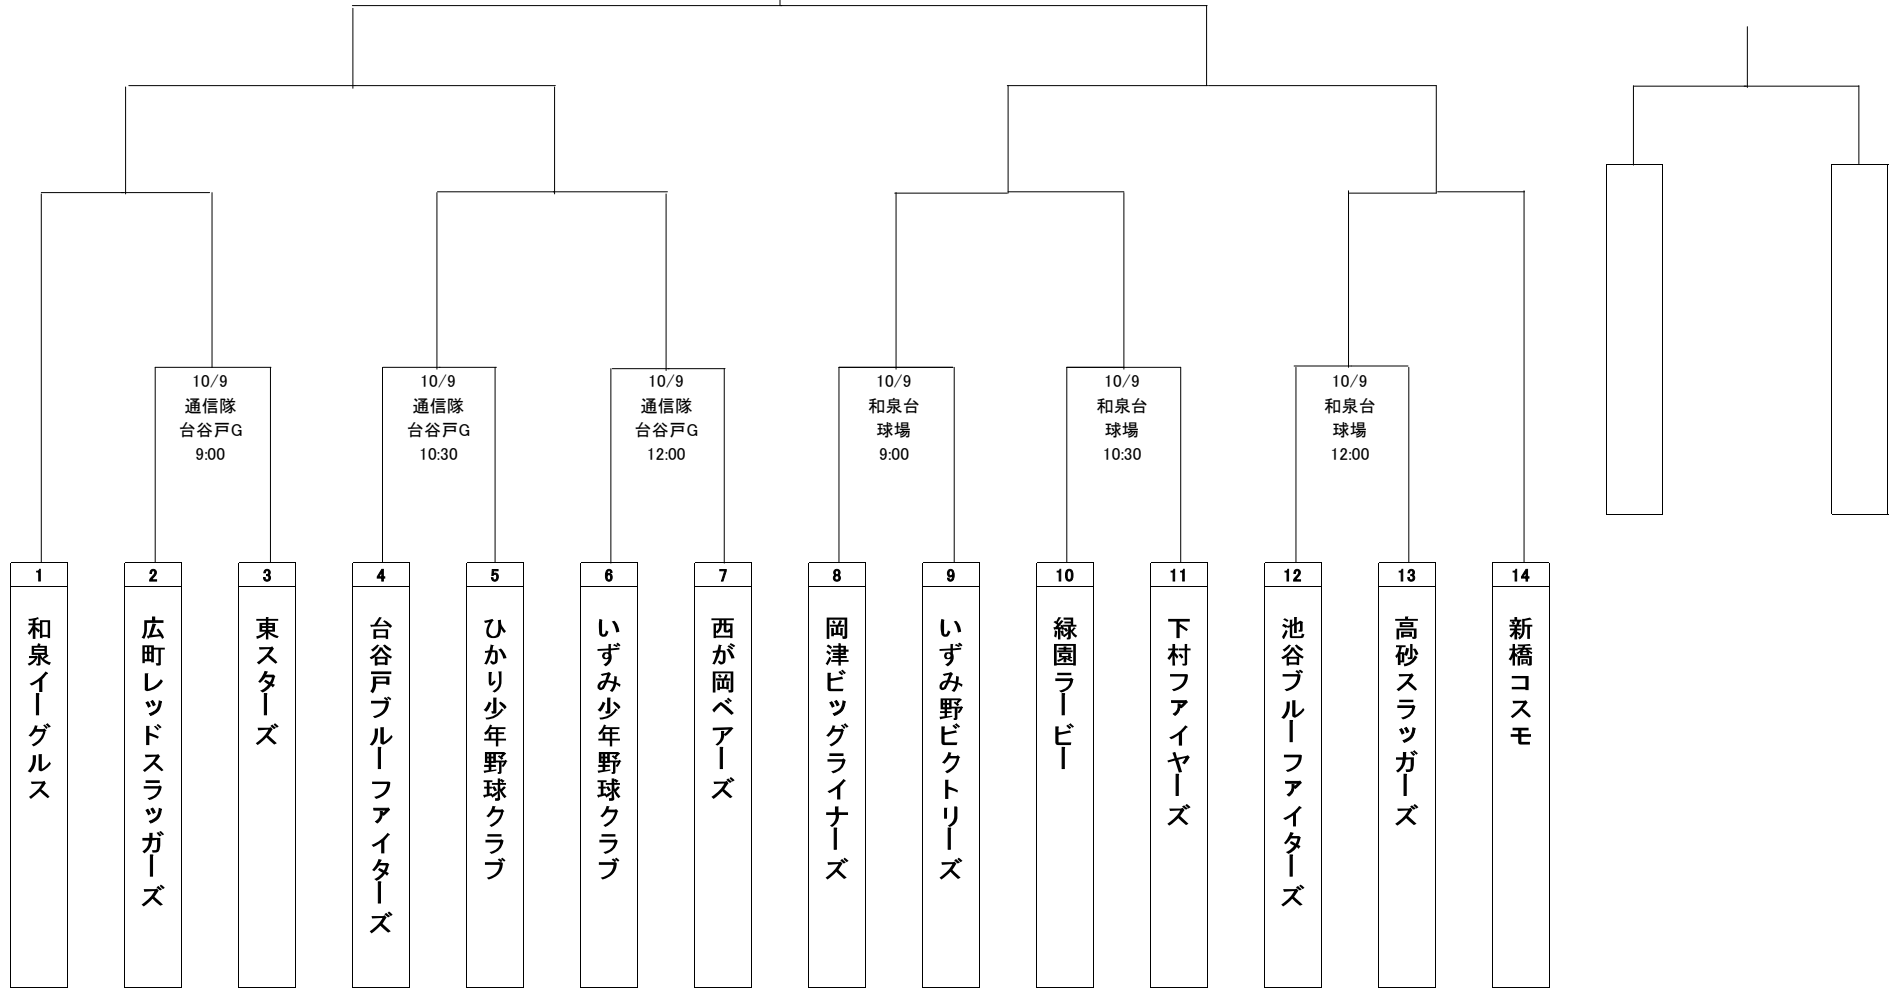 10/9
通信隊
台谷戸G
9:00
10/9
通信隊
台谷戸G
10:30
10/9
通信隊
台谷戸G
12:00
10/9
和泉台
球場
9:00
10/9
和泉台
球場
10:30
10/9
和泉台
球場
12:00
1
和泉イーグルス
2
広町レッドスラッガーズ
3
東スターズ
4
台谷戸ブルーファイターズ
5
ひかり少年野球クラブ
6
いずみ少年野球クラブ
7
西が岡ベアーズ
8
岡津ビッグライナーズ
9
いずみ野ビクトリーズ
10
緑園ラービー
11
下村ファイヤーズ
12
池谷ブルーファイターズ
13
高砂スラッガーズ
14
新橋コスモ